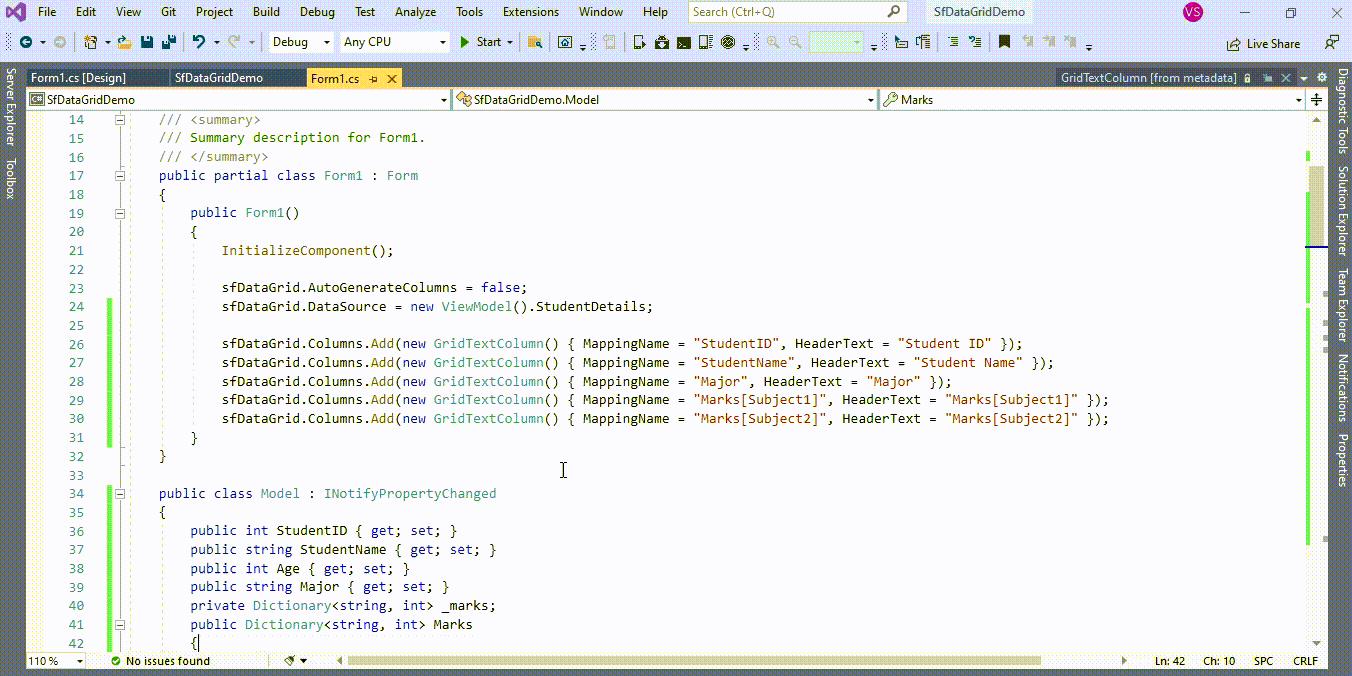 File Edit View Git Project Build Debug Test Analyze Tools Extensions Window Help Search (Ctrl+Q) SfDataGridDemo VS
Debug Any CPU Start Live Share
Form1.cs [Design] SfDataGridDemo Form1.cs GridTextColumn [from metadata]
SfDataGridDemo SfDataGridDemo.Model Marks
Server Explorer
Toolbox
14 /// <summary>
15 /// Summary description for Form1.
16 /// </summary>
17 public partial class Form1 : Form
18 {
19 public Form1()
20 {
21 InitializeComponent();
22
23 sfDataGrid.AutoGenerateColumns = false;
24 sfDataGrid.DataSource = new ViewModel().StudentDetails;
25
26 sfDataGrid.Columns.Add(new GridTextColumn() { MappingName = "StudentID", HeaderText = "Student ID" });
27 sfDataGrid.Columns.Add(new GridTextColumn() { MappingName = "StudentName", HeaderText = "Student Name" });
28 sfDataGrid.Columns.Add(new GridTextColumn() { MappingName = "Major", HeaderText = "Major" });
29 sfDataGrid.Columns.Add(new GridTextColumn() { MappingName = "Marks[Subject1]", HeaderText = "Marks[Subject1]" });
30 sfDataGrid.Columns.Add(new GridTextColumn() { MappingName = "Marks[Subject2]", HeaderText = "Marks[Subject2]" });
31 }
32 }
33
34 public class Model : INotifyPropertyChanged
35 {
36 public int StudentID { get; set; }
37 public string StudentName { get; set; }
38 public int Age { get; set; }
39 public string Major { get; set; }
40 private Dictionary<string, int> _marks;
41 public Dictionary<string, int> Marks
42 {
Diagnostic Tools
Solution Explorer
Team Explorer
Notifications
Properties
110 % No issues found Ln: 42 Ch: 10 SPC CRLF